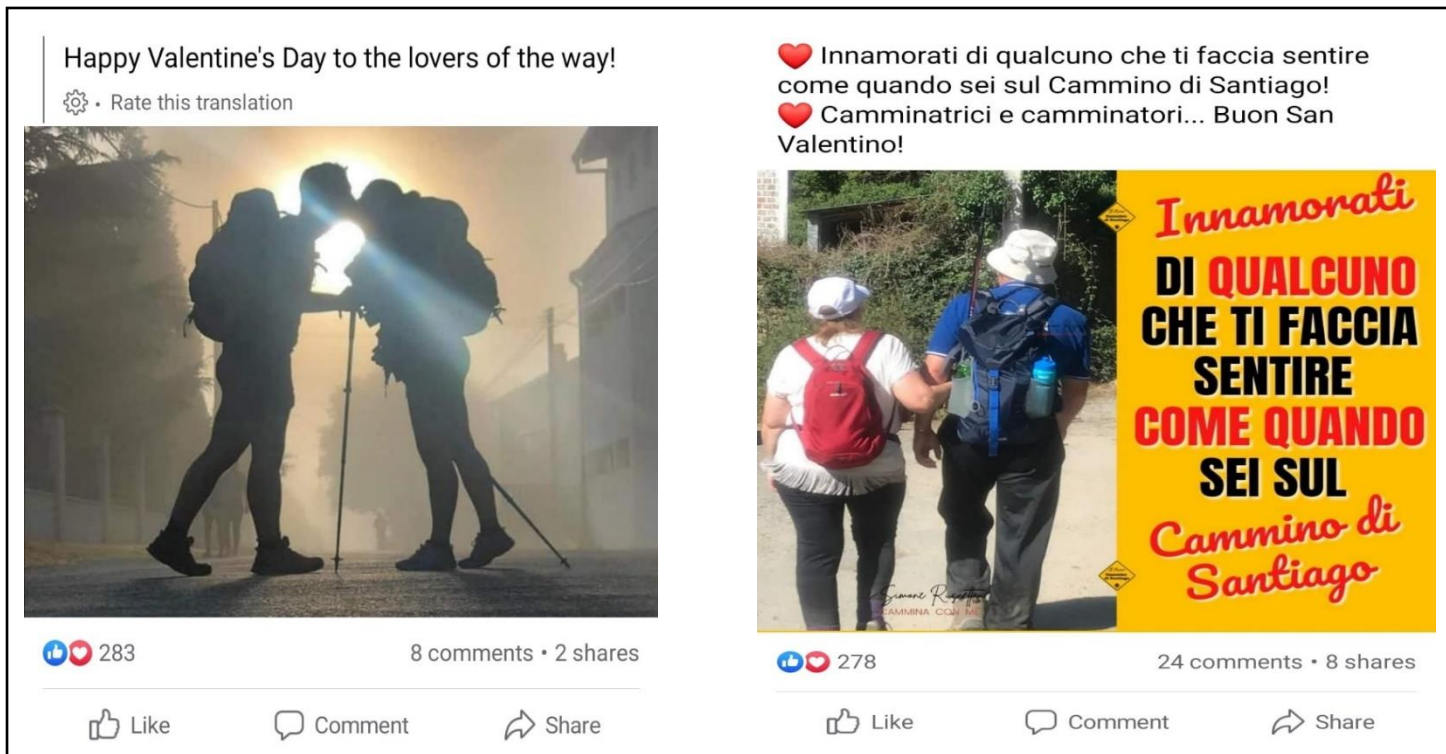 Happy Valentine's Day to the lovers of the way!
• Rate this translation
283
8 comments • 2 shares
Like
Comment
Share
❤️ Innamorati di qualcuno che ti faccia sentire
come quando sei sul Cammino di Santiago!
❤️ Camminatrici e camminatori... Buon San
Valentino!
Innamorati
DI QUALCUNO
CHE TI FACCIA
SENTIRE
COME QUANDO
SEI SUL
Cammino di
Santiago
CAMMINA CON ME
278
24 comments • 8 shares
Like
Comment
Share